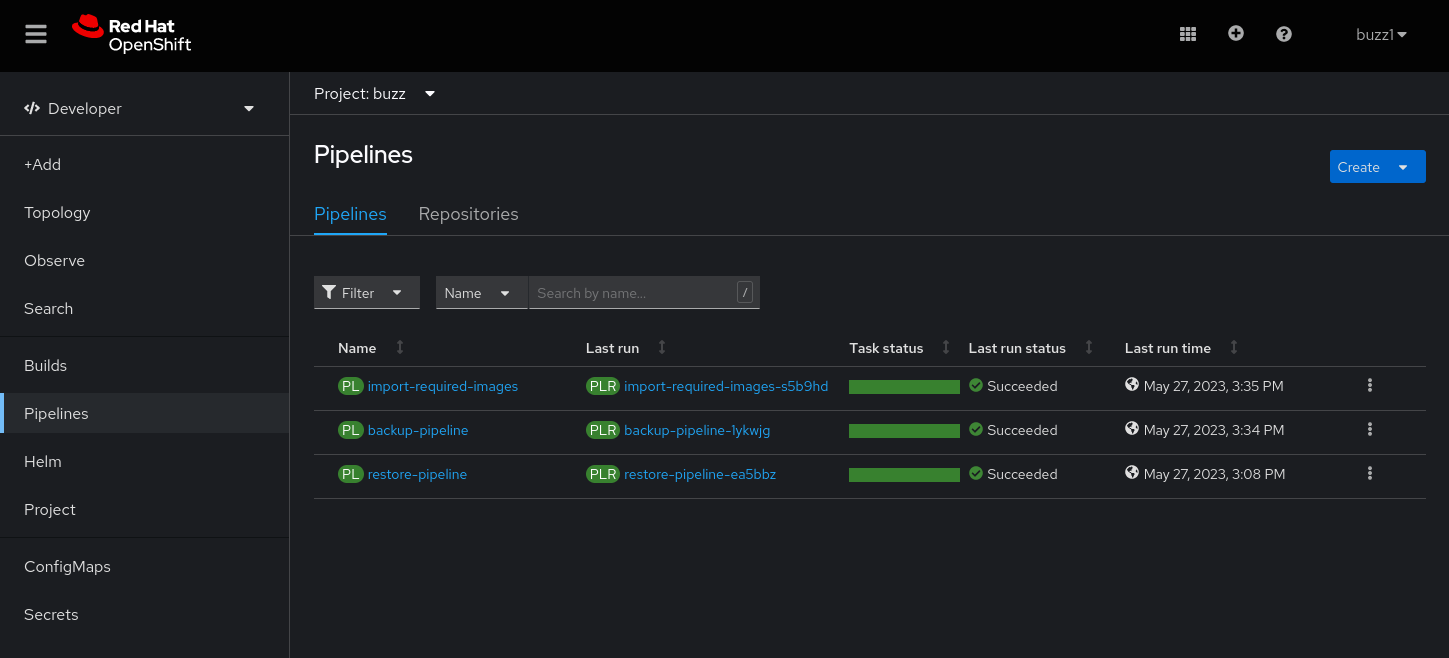 Red Hat
OpenShift
buzz1
Developer
Project: buzz
+Add
Topology
Observe
Search
Builds
Pipelines
Helm
Project
ConfigMaps
Secrets
Pipelines
Create
Pipelines Repositories
Filter Name Search by name... /
Name Last run Task status Last run status Last run time
PL import-required-images PLR import-required-images-s5b9hd Succeeded May 27, 2023, 3:35 PM
PL backup-pipeline PLR backup-pipeline-1ykwjg Succeeded May 27, 2023, 3:34 PM
PL restore-pipeline PLR restore-pipeline-ea5bbz Succeeded May 27, 2023, 3:08 PM